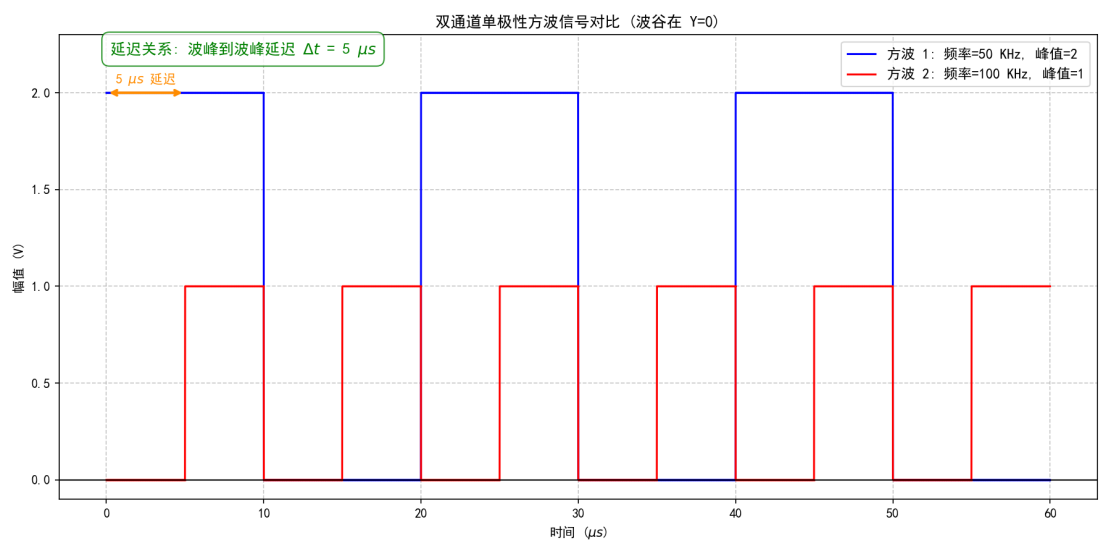 双通道单极性方波信号对比 (波谷在 Y=0)
延迟关系: 波峰到波峰延迟 Δt = 5 μs
5 μs 延迟
方波 1: 频率=50 KHz, 峰值=2
方波 2: 频率=100 KHz, 峰值=1
幅值 (V)
2.0
1.5
1.0
0.5
0.0
0 10 20 30 40 50 60
时间 (μs)